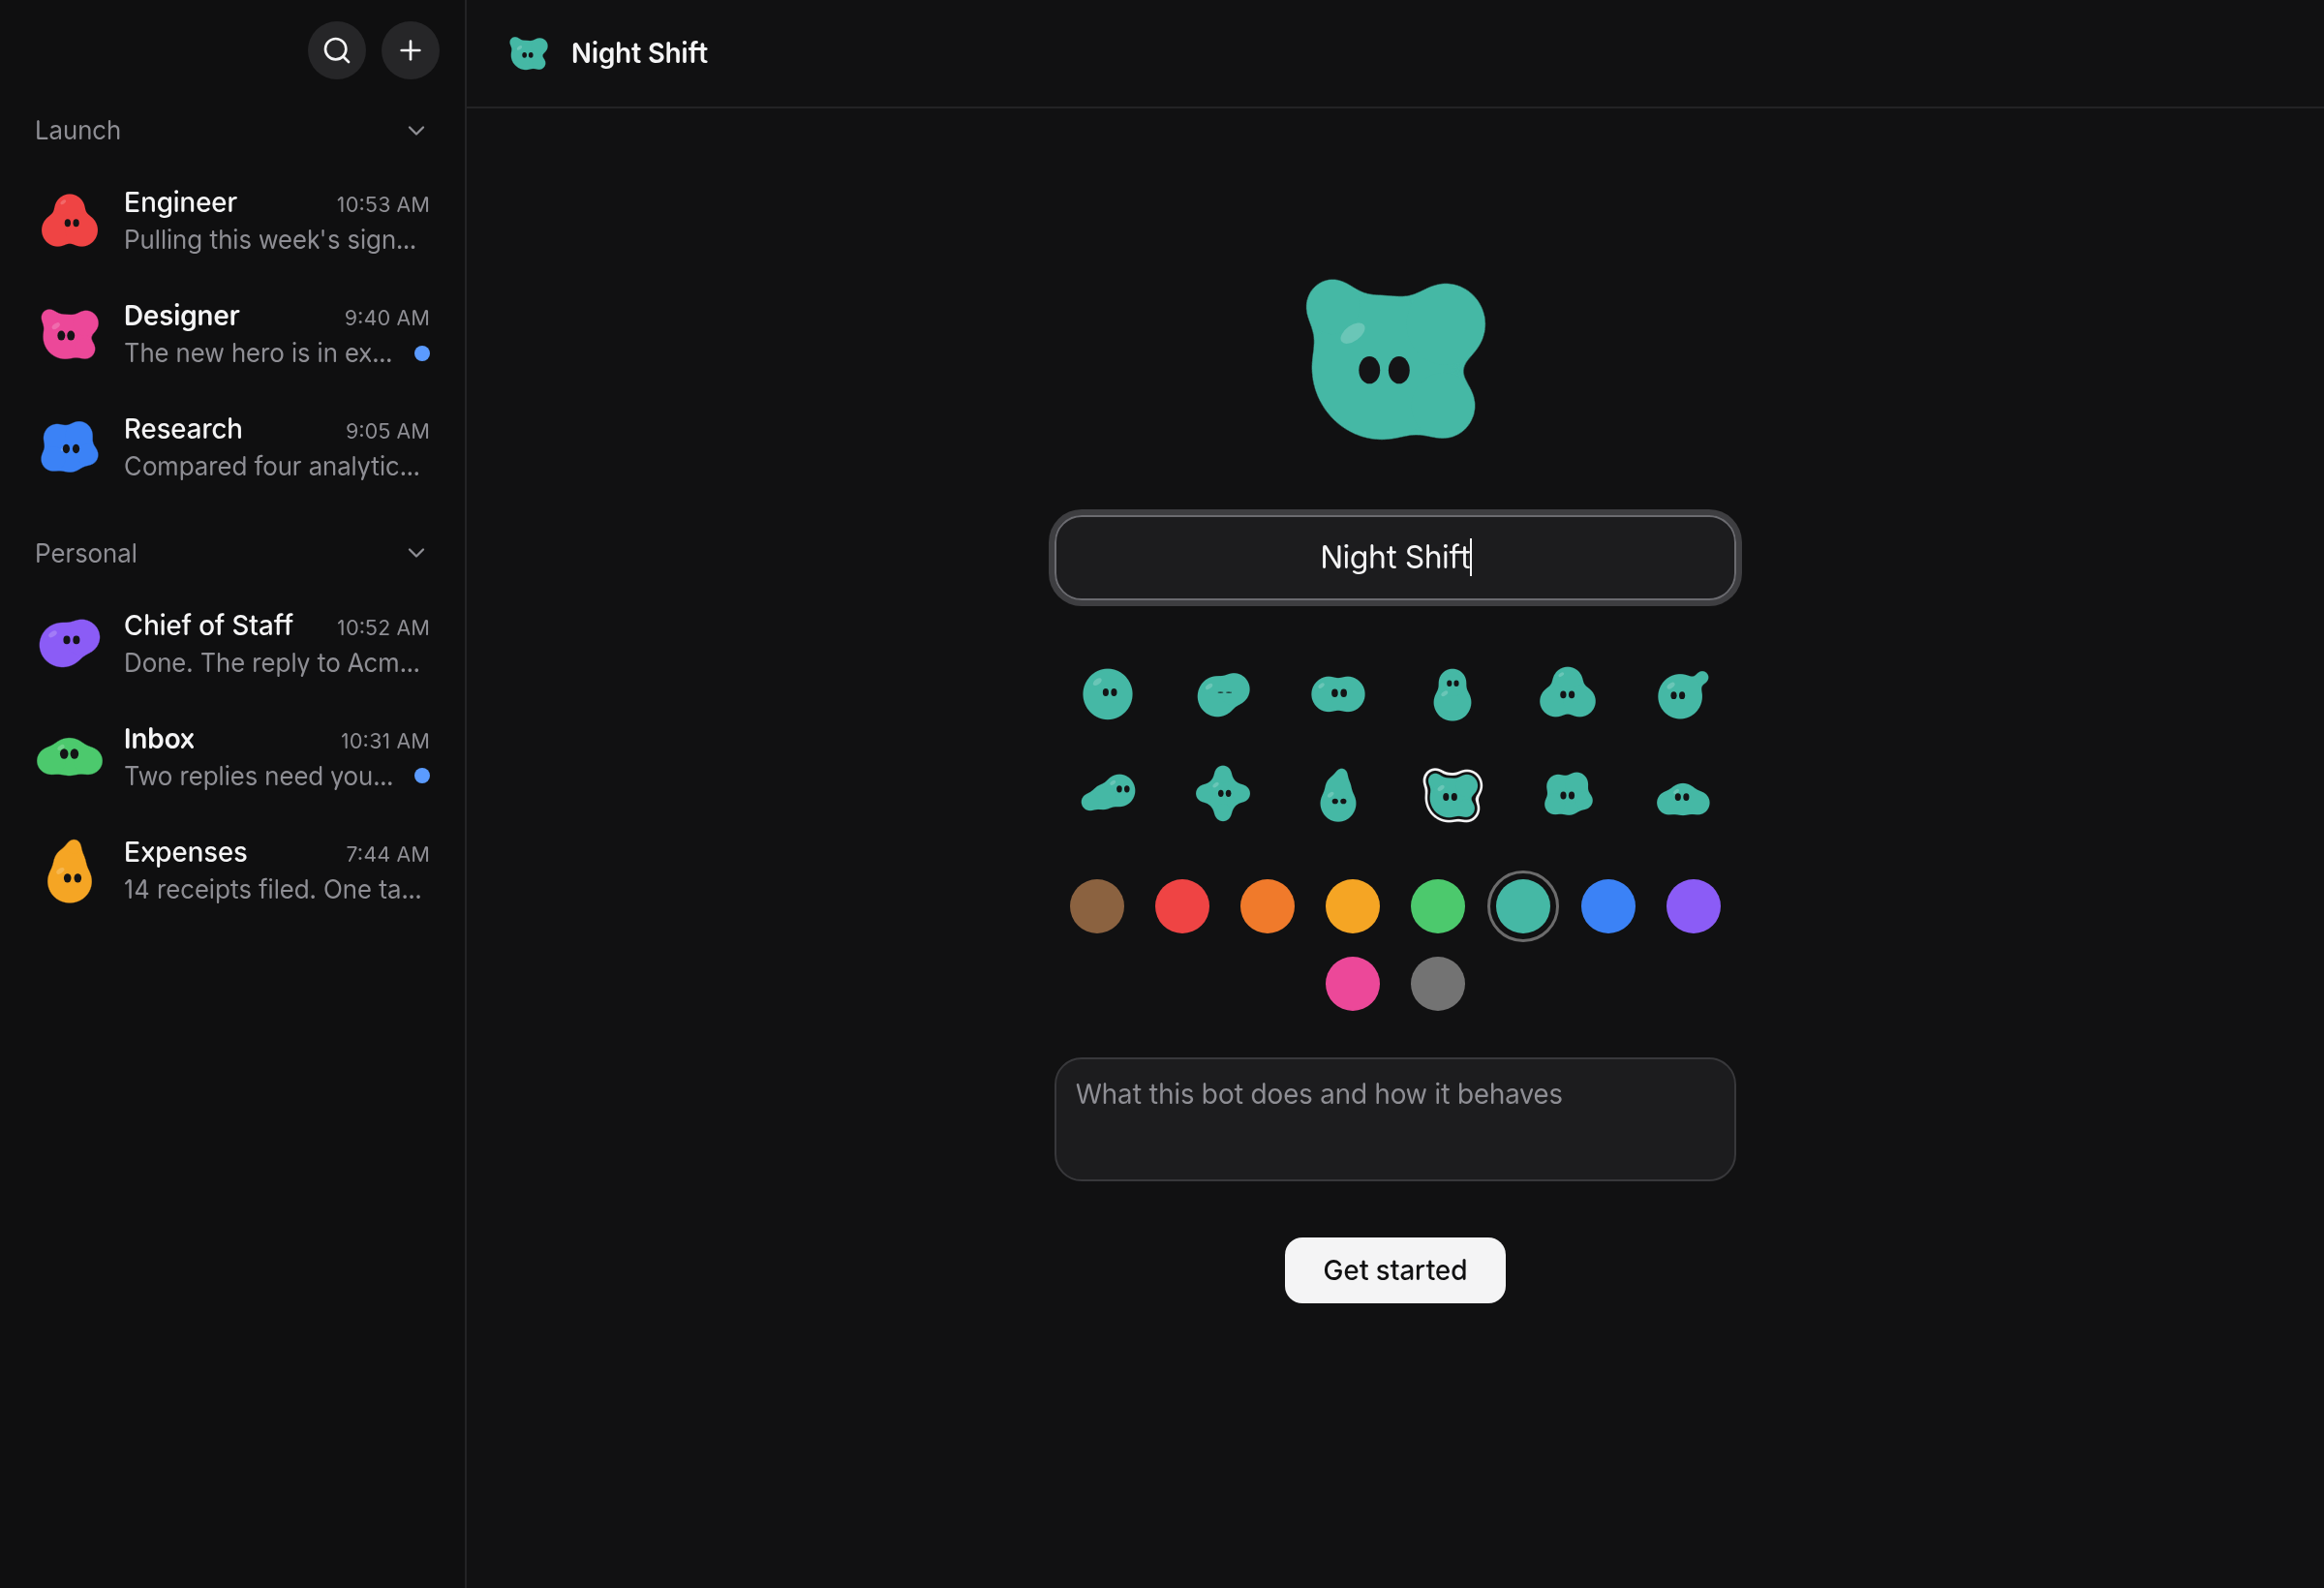 Night Shift
Launch
Engineer 10:53 AM
Pulling this week's sign...
Designer 9:40 AM
The new hero is in ex...
Research 9:05 AM
Compared four analytic...
Personal
Chief of Staff 10:52 AM
Done. The reply to Acm...
Inbox 10:31 AM
Two replies need you...
Expenses 7:44 AM
14 receipts filed. One ta...
Night Shift
What this bot does and how it behaves
Get started